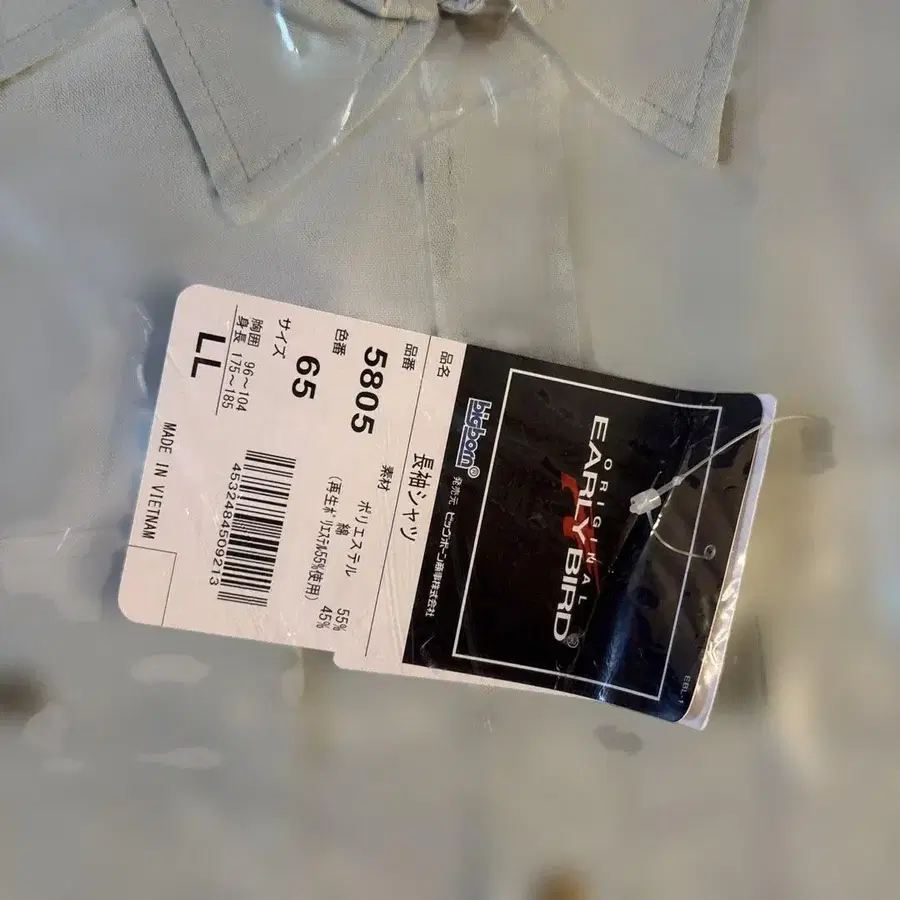 EBL-1
ORIGINAL
EARLY BIRD®
bigborn®
発売元 ビッグボーン商事株式会社
品名 長袖シャツ
品番 5805
素材 ポリエステル 55%
綿 45%
(再生ポリエステル55%使用)
色番 65
サイズ
胸囲 96~104
身長 175~185
LL
4532484509213
MADE IN VIETNAM